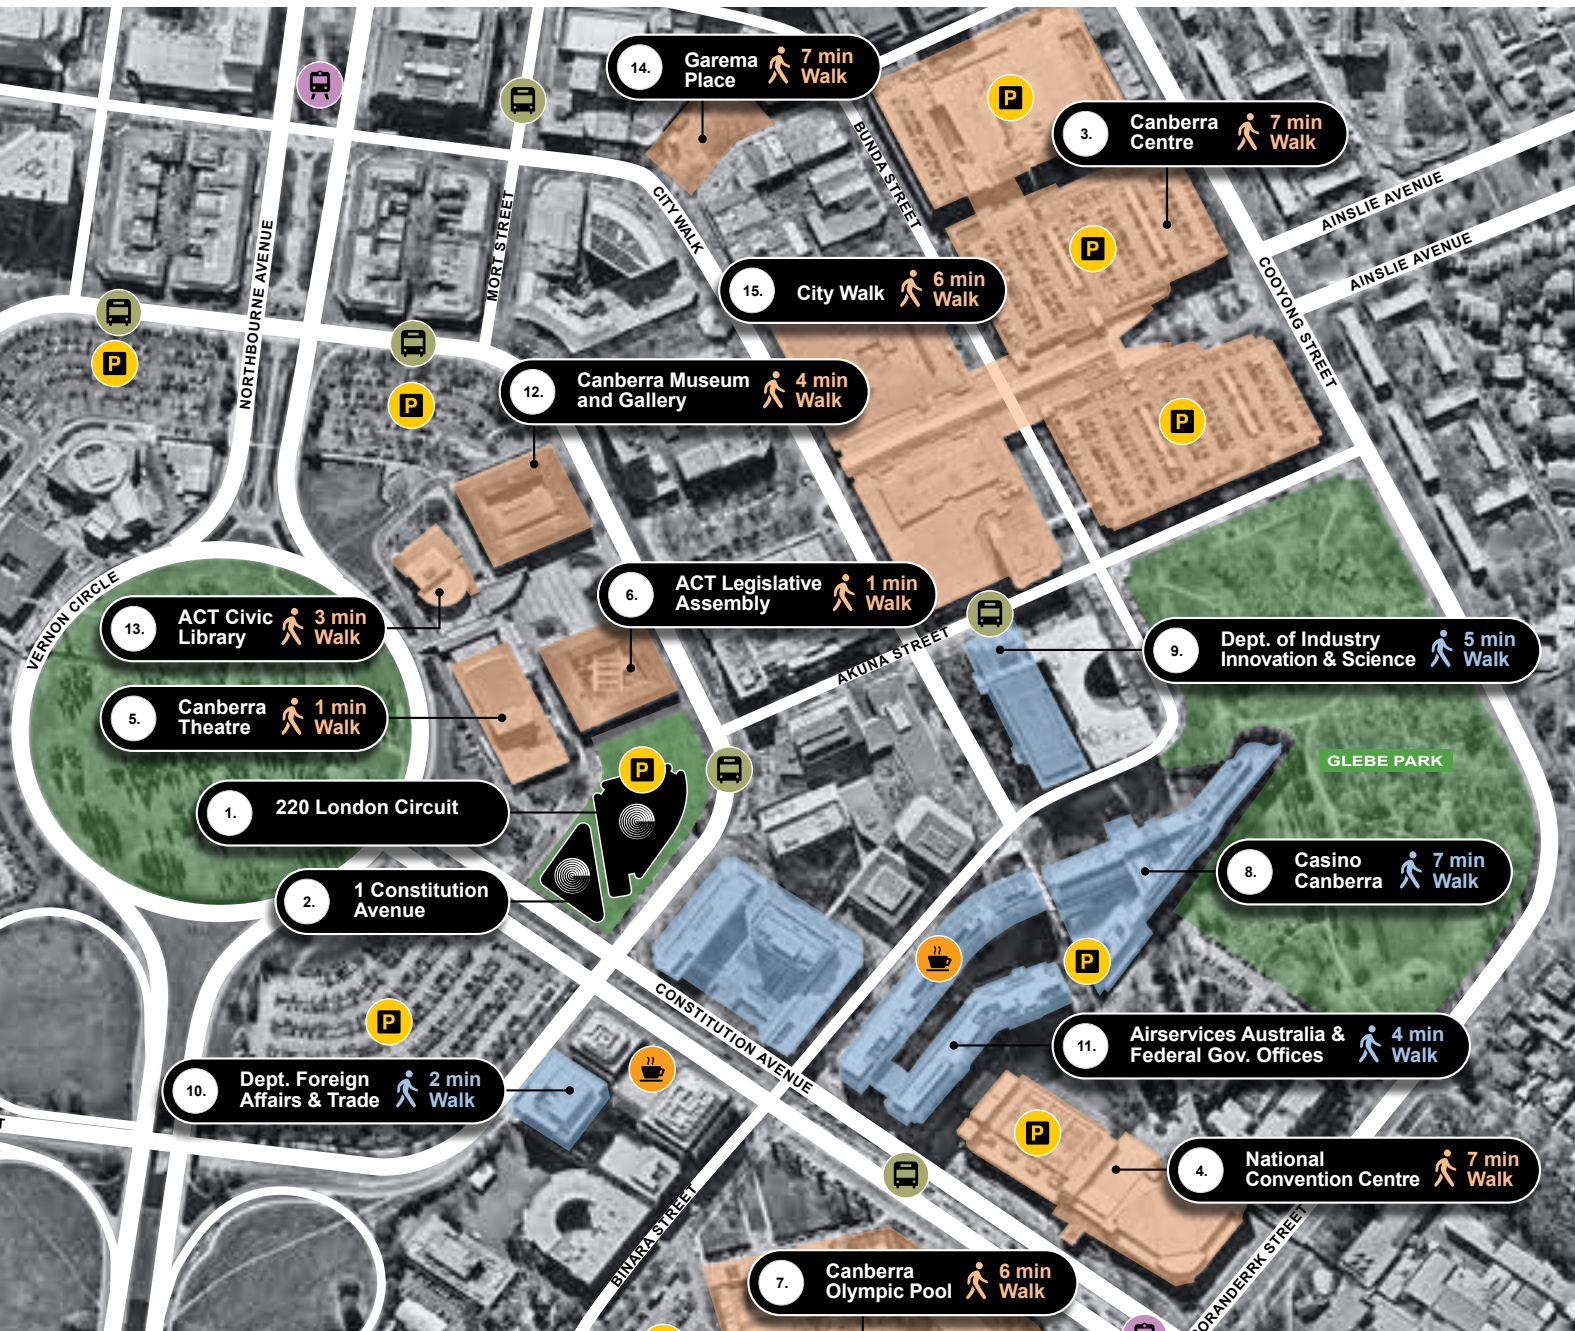 14.
Garema
Place
7 min
Walk
3.
Canberra
Centre
7 min
Walk
BUNDA STREET
CITY WALK
AINSLIE AVENUE
AINSLIE AVENUE
MORT STREET
NORTHBOURNE AVENUE
COOYONG STREET
15.
City Walk
6 min
Walk
12.
Canberra Museum
and Gallery
4 min
Walk
VERNON CIRCLE
13.
ACT Civic
Library
3 min
Walk
6.
ACT Legislative
Assembly
1 min
Walk
AKUNA STREET
9.
Dept. of Industry
Innovation & Science
5 min
Walk
5.
Canberra
Theatre
1 min
Walk
GLEBE PARK
1.
220 London Circuit
2.
1 Constitution
Avenue
8.
Casino
Canberra
7 min
Walk
CONSTITUTION AVENUE
11.
Airservices Australia &
Federal Gov. Offices
4 min
Walk
10.
Dept. Foreign
Affairs & Trade
2 min
Walk
4.
National
Convention Centre
7 min
Walk
BINARA STREET
7.
Canberra
Olympic Pool
6 min
Walk
ORANDERRK STREET
P
P
P
P
P
P
P
P
P